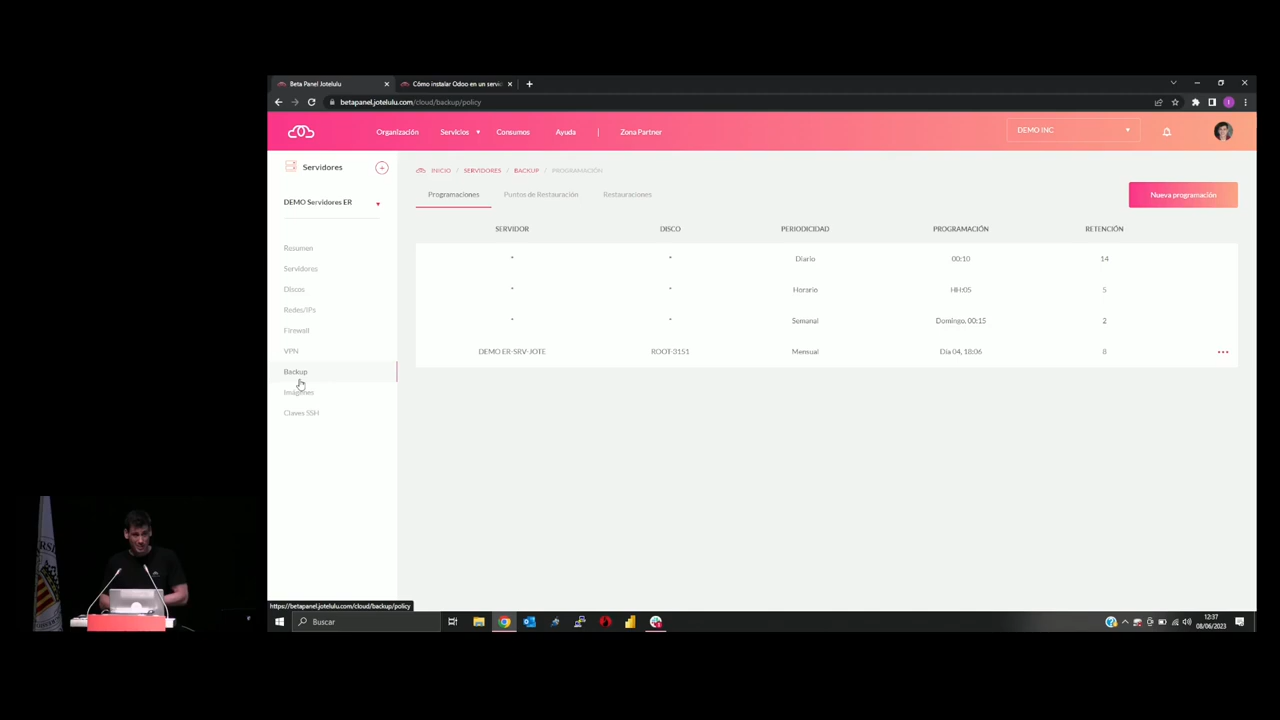 Beta Panel Jotelulu
Cómo instalar Odoo en un servi
betapanel.jotelulu.com/cloud/backup/policy
Organización Servicios Consumos Ayuda Zona Partner DEMO INC
Servidores
DEMO Servidores ER
Resumen
Servidores
Discos
Redes/IPs
Firewall
VPN
Backup
Imágenes
Claves SSH
INICIO / SERVIDORES / BACKUP / PROGRAMACIÓN
Programaciones Puntos de Restauración Restauraciones
Nueva programación
SERVIDOR DISCO PERIODICIDAD PROGRAMACIÓN RETENCIÓN
* * Diario 00:10 14
* * Horario HH:05 5
* * Semanal Domingo, 00:15 2
DEMO ER-SRV-JOTE ROOT-3151 Mensual Día 04, 18:06 8
https://betapanel.jotelulu.com/cloud/backup/policy
Buscar
12:37
08/06/2023